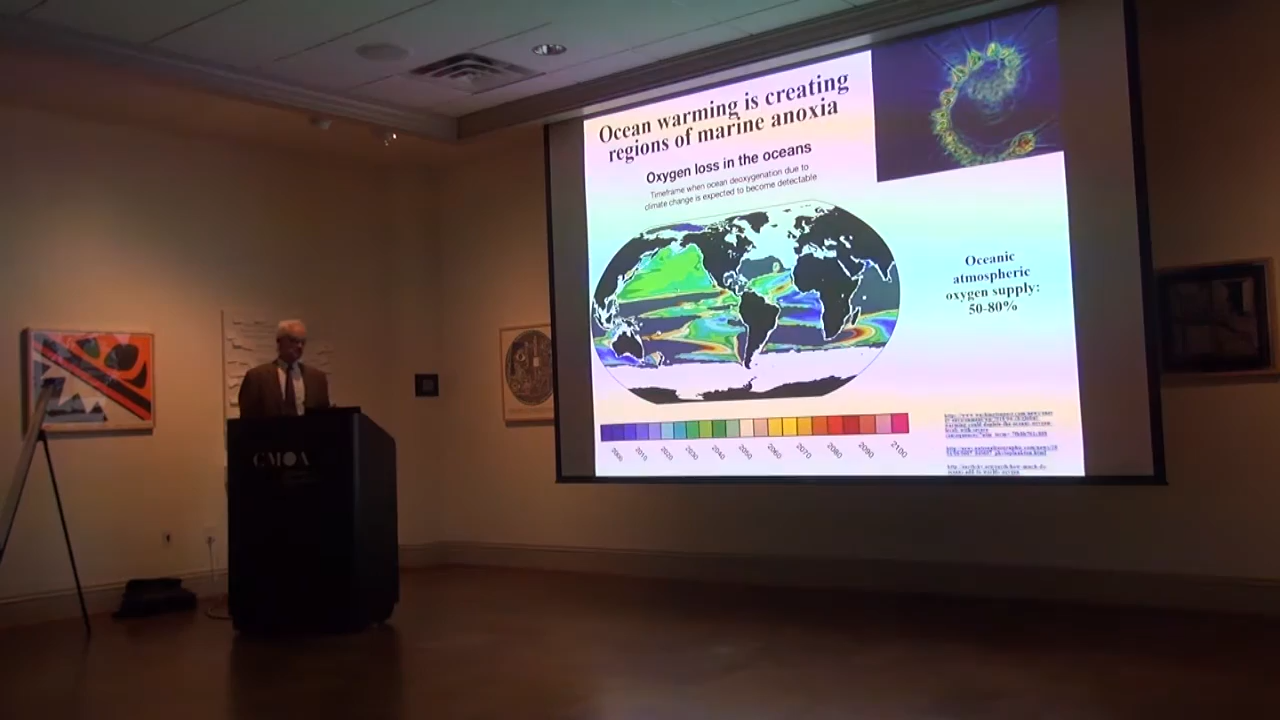 Ocean warming is creating
regions of marine anoxia
Oxygen loss in the oceans
Timeframe when ocean deoxygenation due to
climate change is expected to become detectable
Oceanic
atmospheric
oxygen supply:
50-80%
2000 2010 2020 2030 2040 2050 2060 2070 2080 2090 2100
CMOA